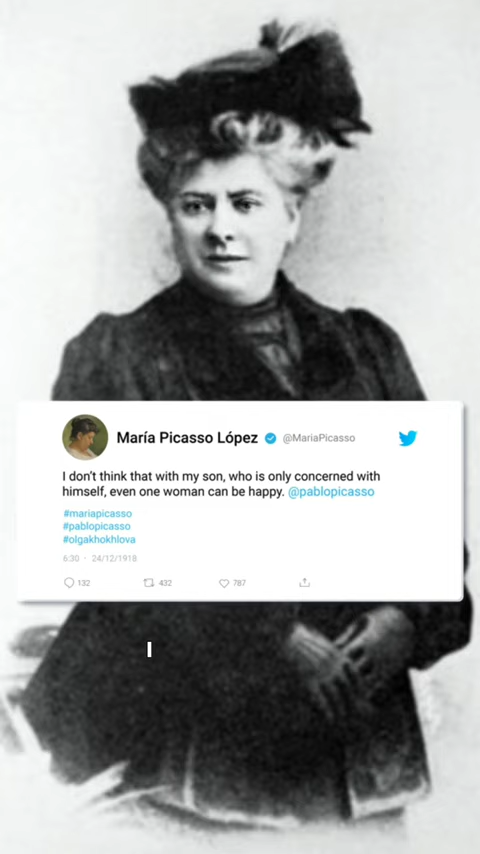 María Picasso López @MariaPicasso
I don't think that with my son, who is only concerned with
himself, even one woman can be happy. @pablopicasso
#mariapicasso
#pablopicasso
#olgakhokhlova
6:30 · 24/12/1918
132 432 787
I